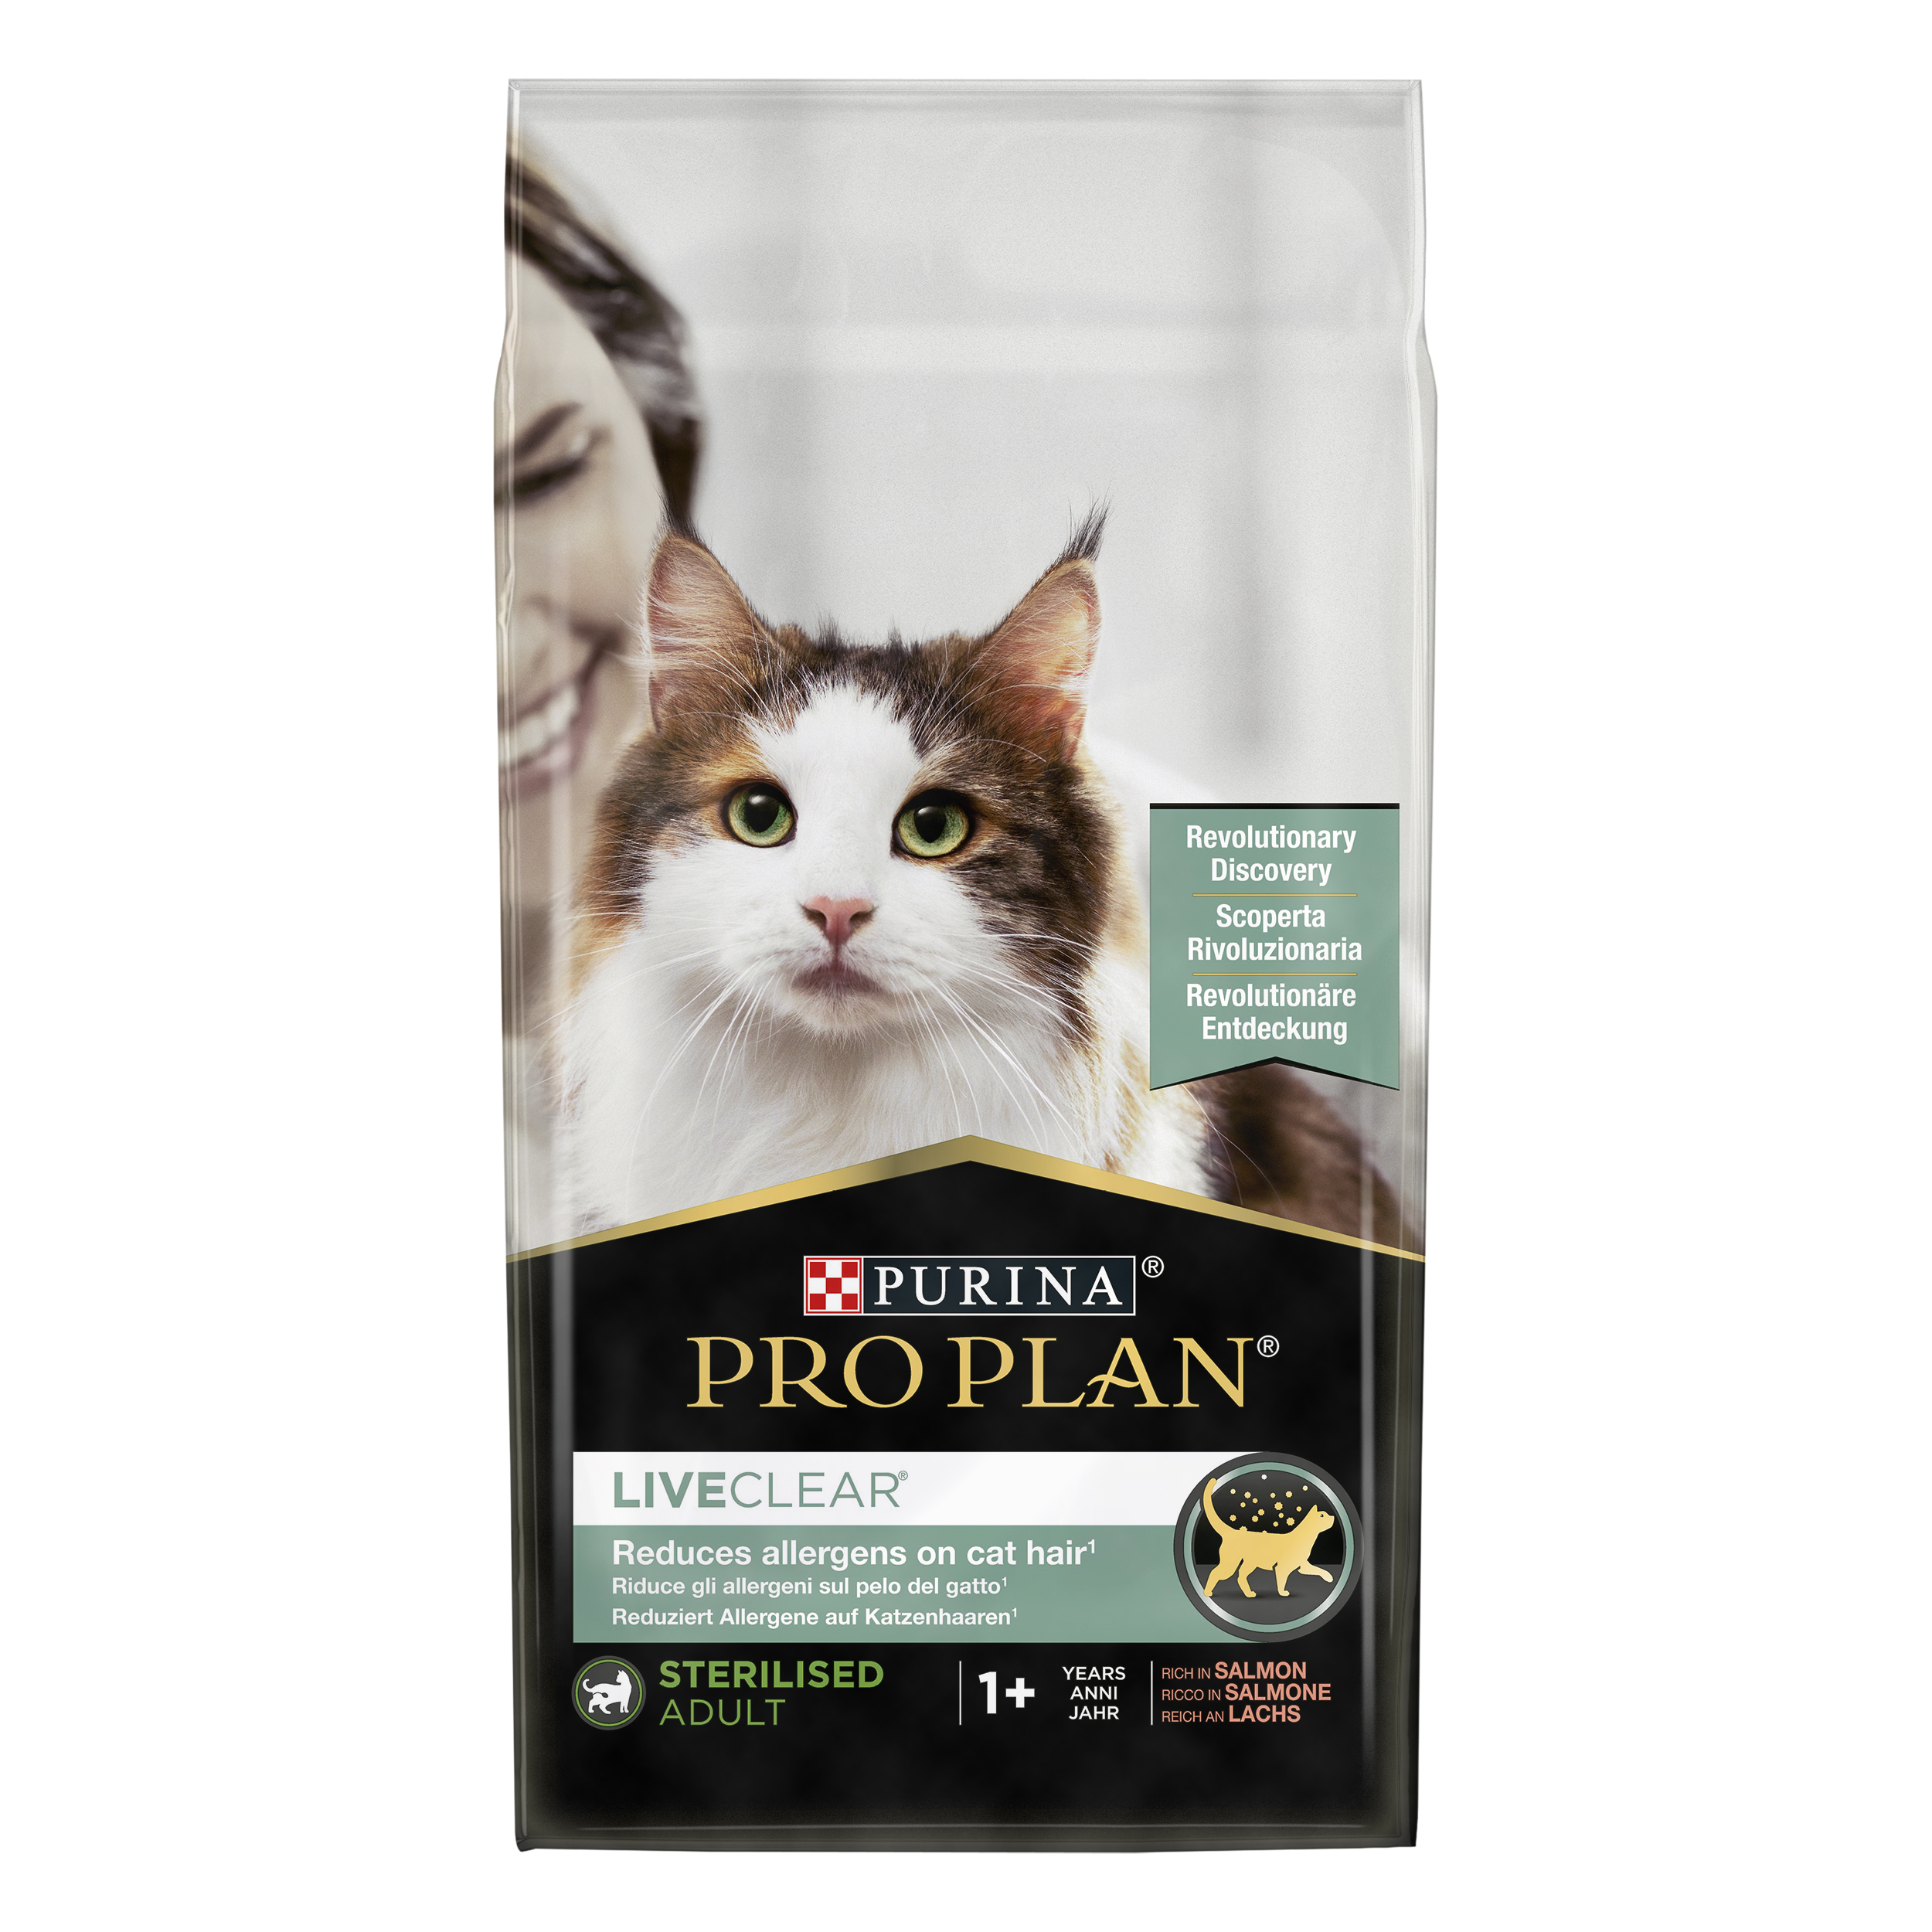 Revolutionary
Discovery
Scoperta
Rivoluzionaria
Revolutionäre
Entdeckung
PURINA®
PRO PLAN®
LIVECLEAR®
Reduces allergens on cat hair¹
Riduce gli allergeni sul pelo del gatto¹
Reduziert Allergene auf Katzenhaaren¹
STERILISED
ADULT
1+
YEARS
ANNI
JAHR
RICH IN SALMON
RICCO IN SALMONE
REICH AN LACHS